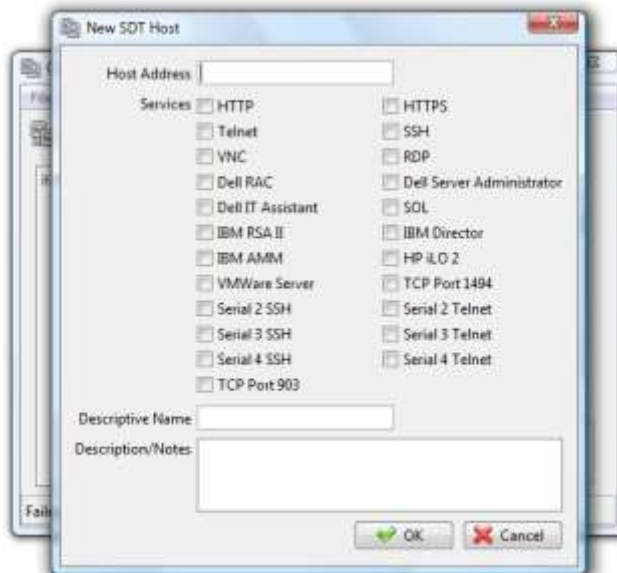 New SDT Host
Host Address
Services HTTP HTTPS
Telnet SSH
VNC RDP
Dell RAC Dell Server Administrator
Dell IT Assistant SOL
IBM RSA II IBM Director
IBM AMM HP iLO 2
VMWare Server TCP Port 1494
Serial 2 SSH Serial 2 Telnet
Serial 3 SSH Serial 3 Telnet
Serial 4 SSH Serial 4 Telnet
TCP Port 903
Descriptive Name
Description/Notes
OK Cancel